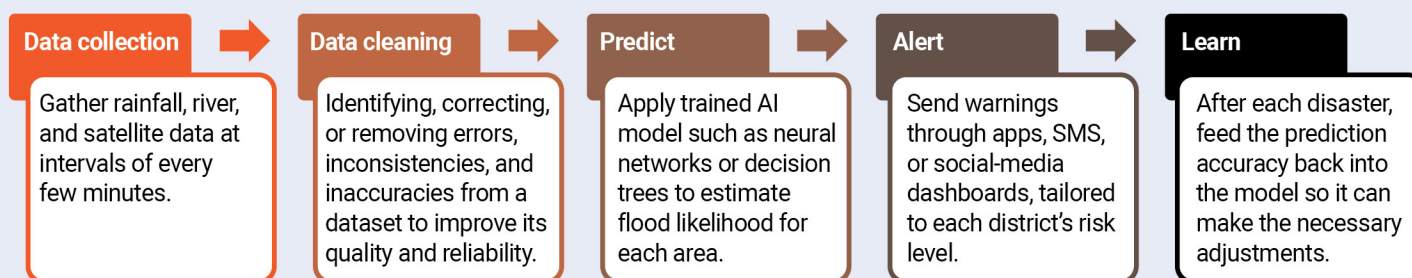 Data collection
Gather rainfall, river,
and satellite data at
intervals of every
few minutes.
Data cleaning
Identifying, correcting,
or removing errors,
inconsistencies, and
inaccuracies from a
dataset to improve its
quality and reliability.
Predict
Apply trained AI
model such as neural
networks or decision
trees to estimate
flood likelihood for
each area.
Alert
Send warnings
through apps, SMS,
or social-media
dashboards, tailored
to each district’s risk
level.
Learn
After each disaster,
feed the prediction
accuracy back into
the model so it can
make the necessary
adjustments.